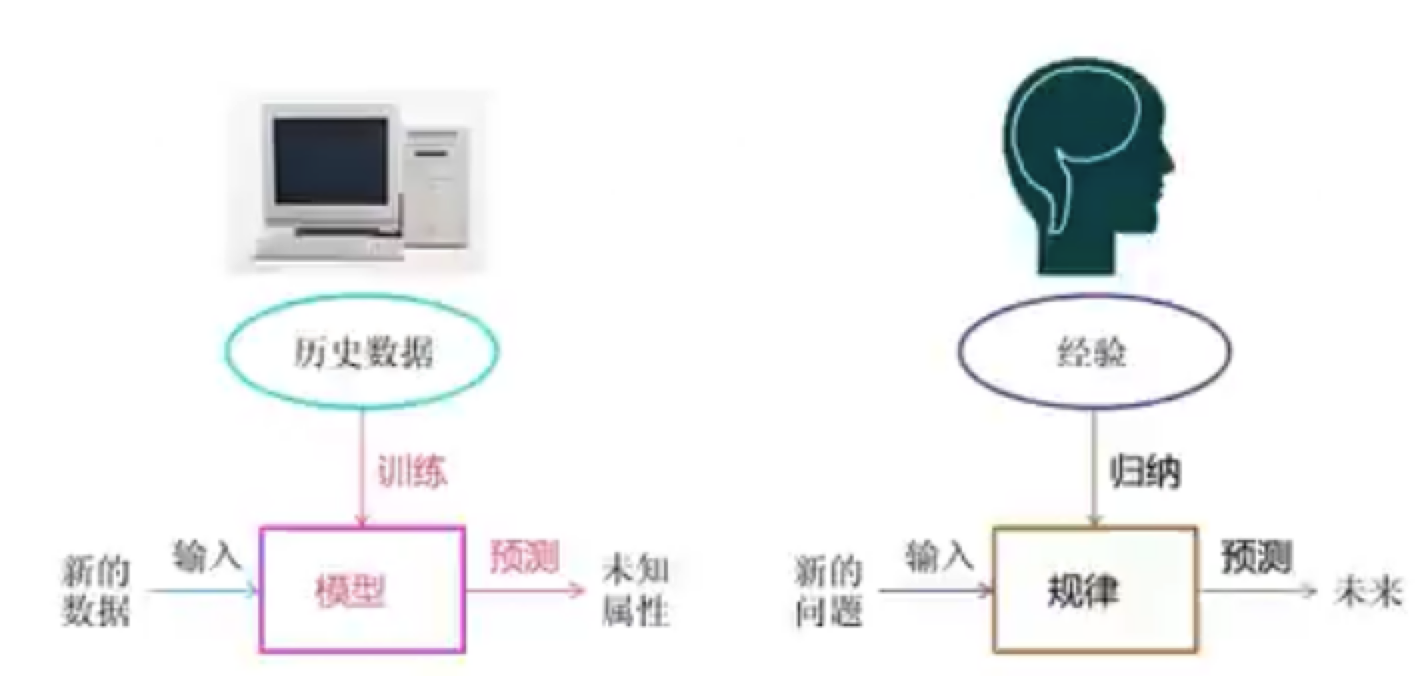 历史数据
训练
输入
新的
数据
模型
预测
未知
属性
经验
归纳
输入
新的
问题
规律
预测
未来